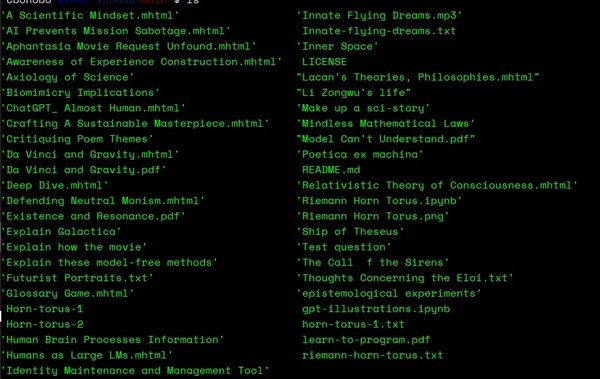 main $ ls
'A Scientific Mindset.mhtml'
'AI Prevents Mission Sabotage.mhtml'
'Aphantasia Movie Request Unfound.mhtml'
'Awareness of Experience Construction.mhtml'
'Axiology of Science'
'Biomimicry Implications'
'ChatGPT_ Almost Human.mhtml'
'Crafting A Sustainable Masterpiece.mhtml'
'Critiquing Poem Themes'
'Da Vinci and Gravity.mhtml'
'Da Vinci and Gravity.pdf'
'Deep Dive.mhtml'
'Defending Neutral Monism.mhtml'
'Existence and Resonance.pdf'
'Explain Galactica'
'Explain how the movie'
'Explain these model-free methods'
'Futurist Portraits.txt'
'Glossary Game.mhtml'
Horn-torus-1
Horn-torus-2
'Human Brain Processes Information'
'Humans as Large LMs.mhtml'
'Identity Maintenance and Management Tool'
'Innate Flying Dreams.mp3'
Innate-flying-dreams.txt
'Inner Space'
LICENSE
"Lacan's Theories, Philosophies.mhtml"
"Li Zongwu's life"
'Make up a sci-story'
'Mindless Mathematical Laws'
"Model Can't Understand.pdf"
'Poetica ex machina'
README.md
'Relativistic Theory of Consciousness.mhtml'
'Riemann Horn Torus.ipynb'
'Riemann Horn Torus.png'
'Ship of Theseus'
'Test question'
'The Call  f the Sirens'
'Thoughts Concerning the Eloi.txt'
'epistemological experiments'
gpt-illustrations.ipynb
horn-torus-1.txt
learn-to-program.pdf
riemann-horn-torus.txt